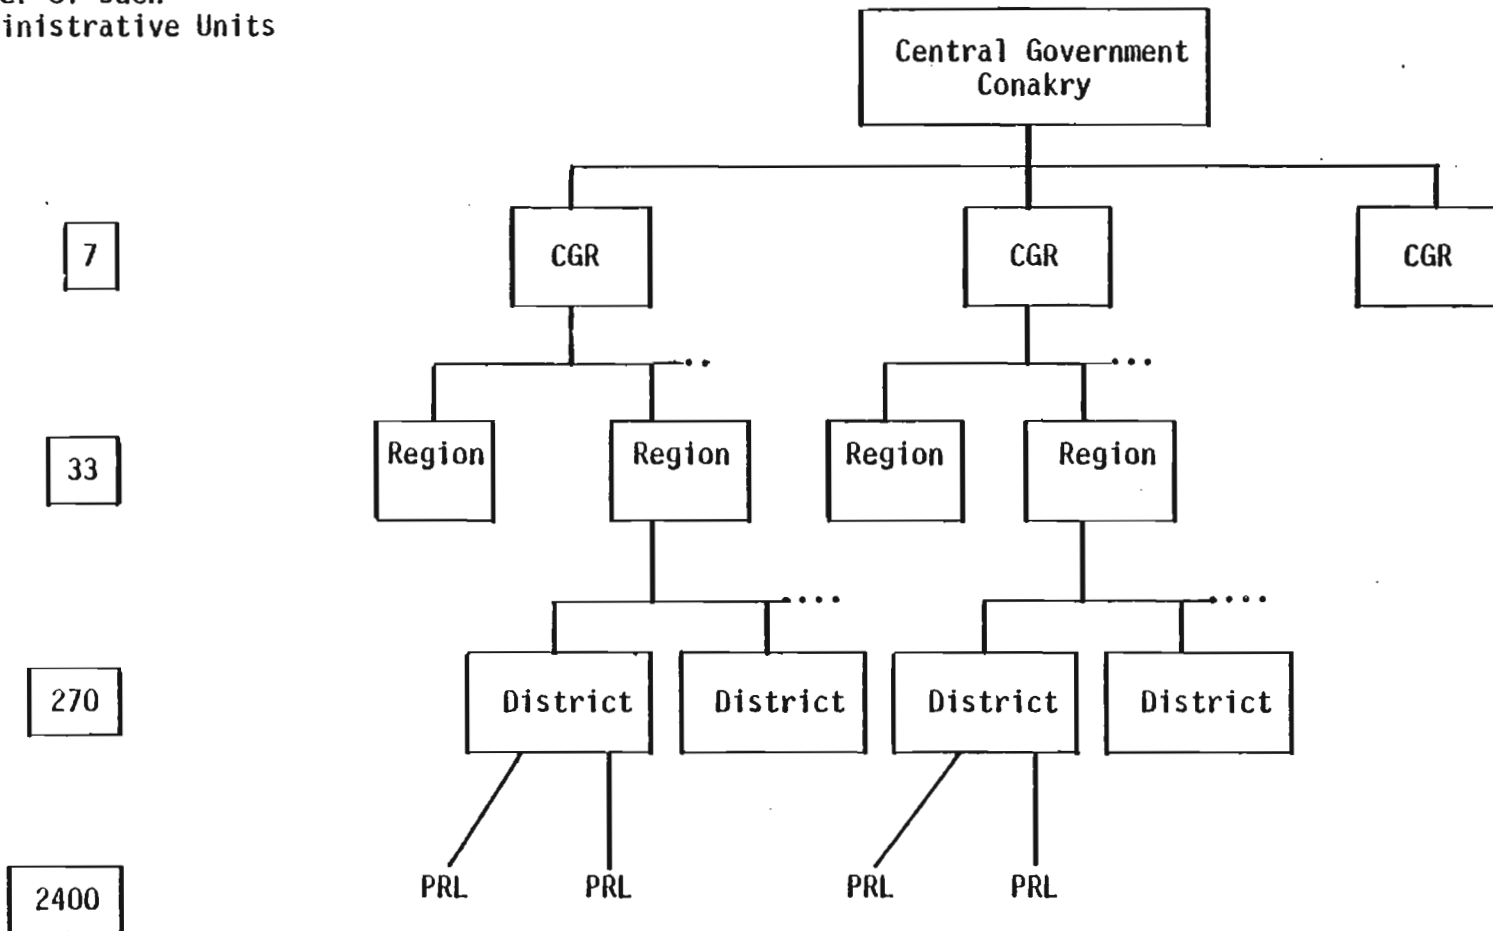 inistrative Units
Central Government
Conakry
7
CGR
CGR
CGR
33
Region
Region
Region
Region
270
District
District
District
District
2400
PRL
PRL
PRL
PRL